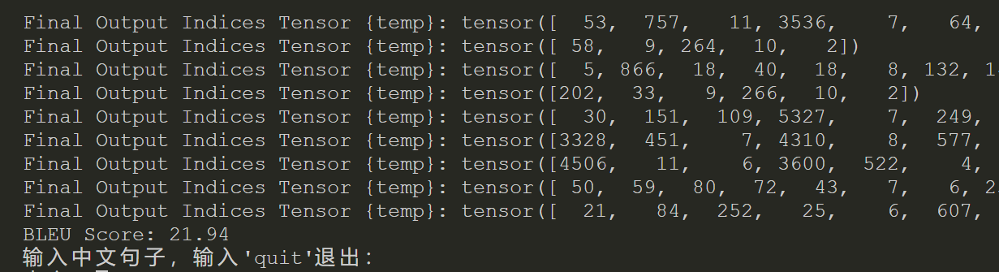 Final Output Indices Tensor {temp}: tensor([  53,   757,    11,  3536,     7,    64,
Final Output Indices Tensor {temp}: tensor([ 58,   9, 264,  10,   2])
Final Output Indices Tensor {temp}: tensor([  5, 866,  18,  40,  18,   8, 132,
Final Output Indices Tensor {temp}: tensor([202,  33,   9, 266,  10,   2])
Final Output Indices Tensor {temp}: tensor([  30,  151,  109, 5327,    7,  249,
Final Output Indices Tensor {temp}: tensor([3328,  451,    7, 4310,    8,  577,
Final Output Indices Tensor {temp}: tensor([4506,   11,    6, 3600,  522,    4,
Final Output Indices Tensor {temp}: tensor([ 50,  59,  80,  72,  43,   7,   6,
Final Output Indices Tensor {temp}: tensor([  21,   84,  252,   25,    6,  607,
BLEU Score: 21.94
输入中文句子，输入'quit'退出：